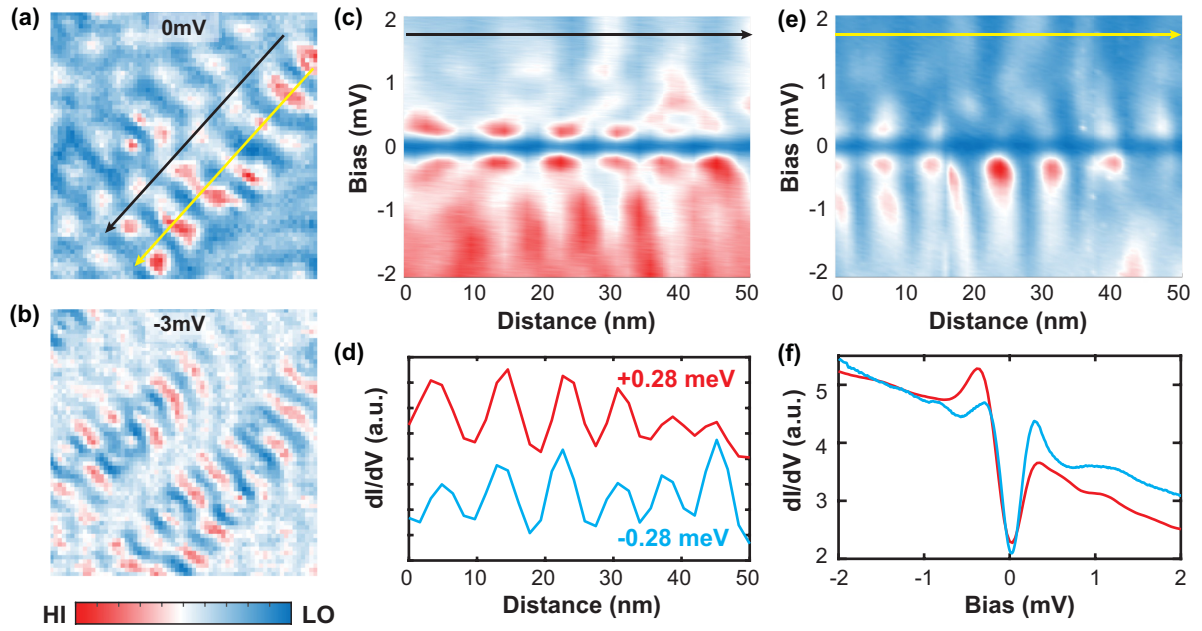 (a)
0mV
(b)
-3mV
HI
LO
(c)
2
1
0
-1
-2
Bias (mV)
0
10
20
30
40
50
Distance (nm)
(d)
+0.28 meV
-0.28 meV
dI/dV (a.u.)
0
10
20
30
40
50
Distance (nm)
(e)
2
1
0
-1
-2
Bias (mV)
0
10
20
30
40
50
Distance (nm)
(f)
5
4
3
2
dI/dV (a.u.)
-2
-1
0
1
2
Bias (mV)